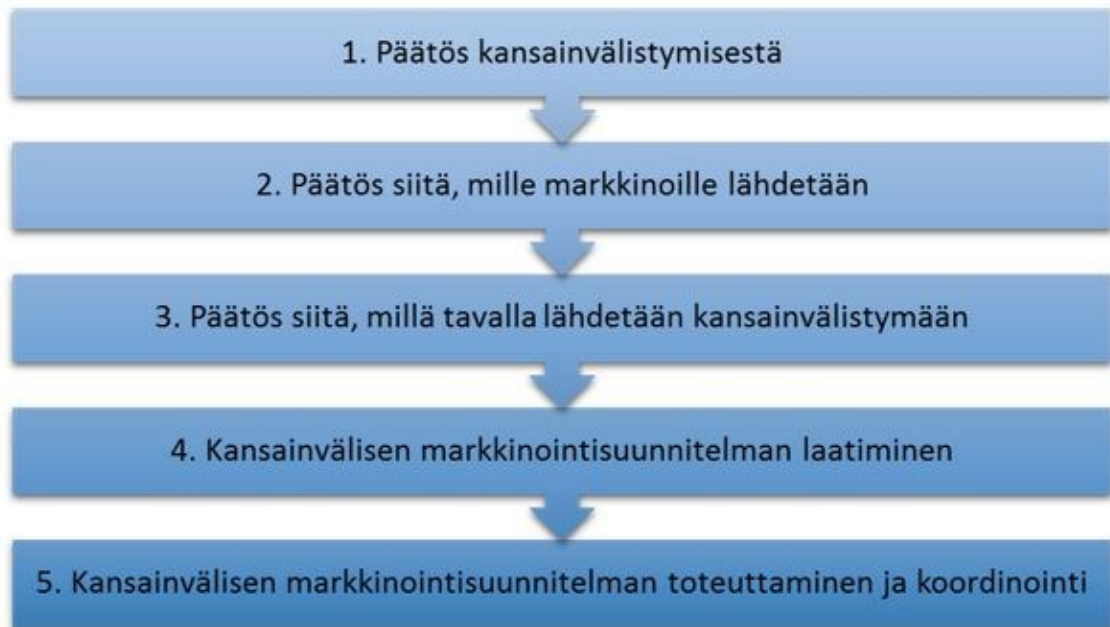 1. Päätös kansainvälistymisestä
2. Päätös siitä, mille markkinoille lähdetään
3. Päätös siitä, millä tavalla lähdetään kansainvälistymään
4. Kansainvälisen markkinointisuunnitelman laatiminen
5. Kansainvälisen markkinointisuunnitelman toteuttaminen ja koordinointi